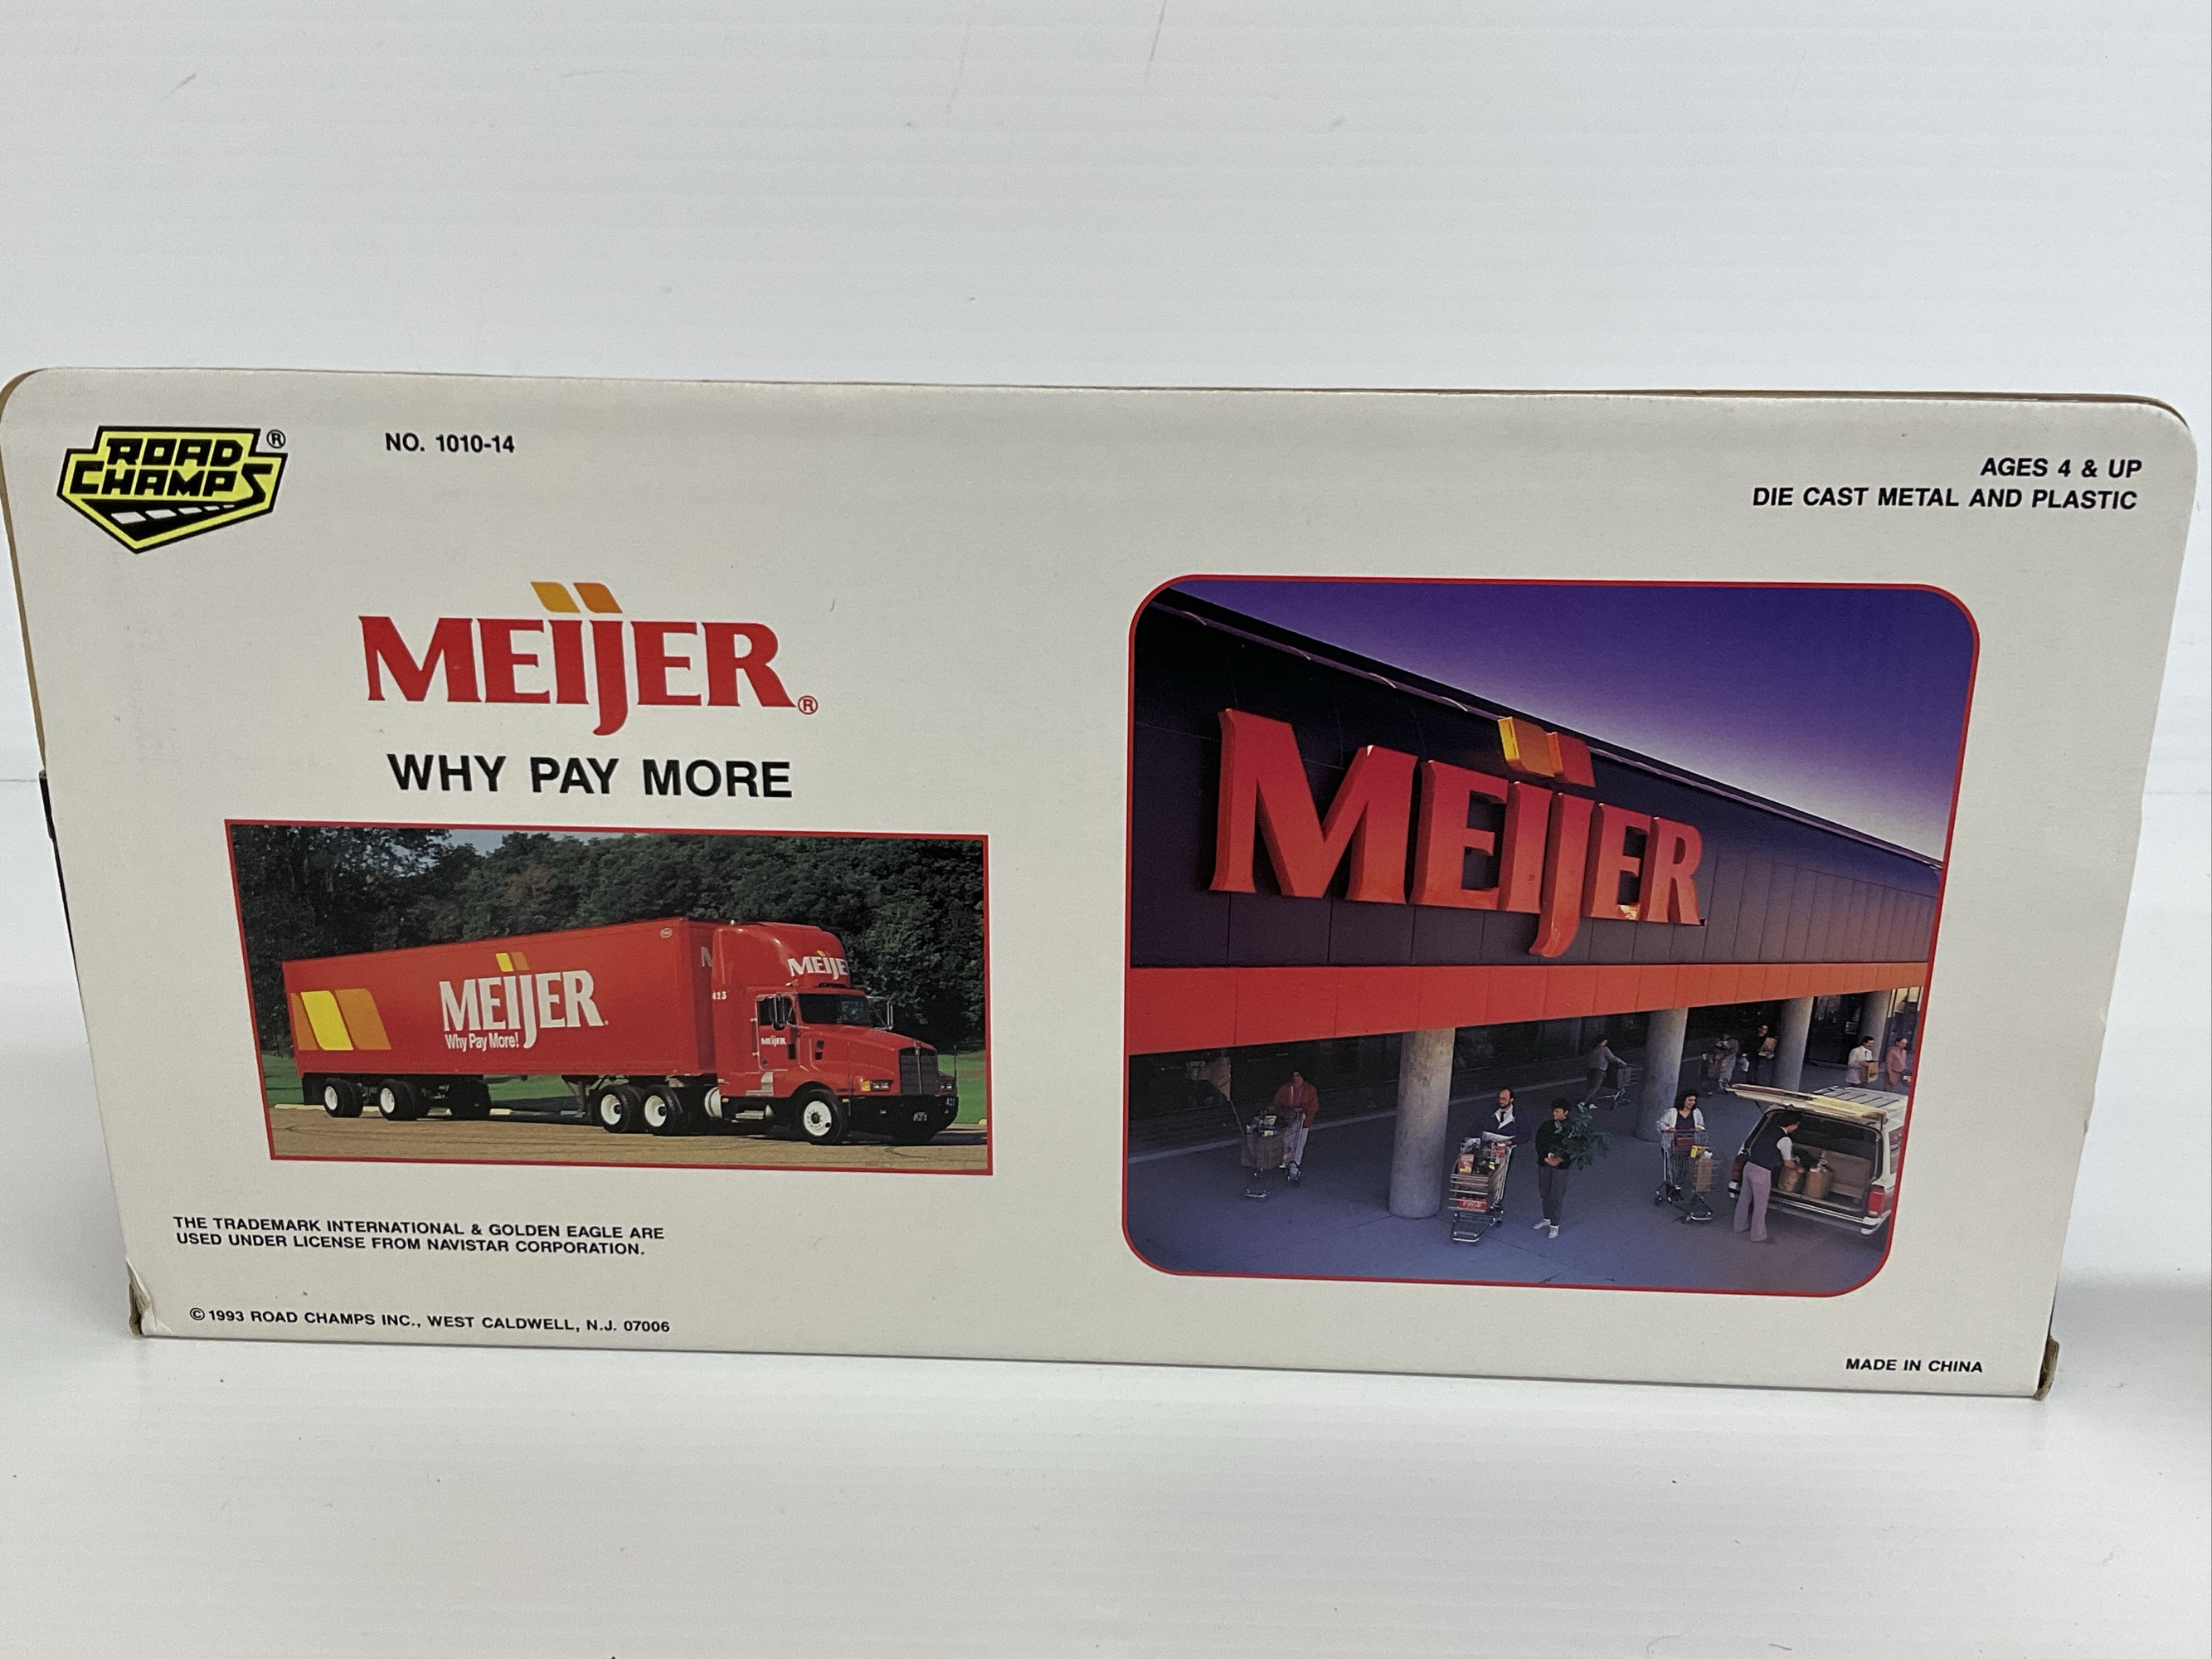 ROAD CHAMPS®
NO. 1010-14
AGES 4 & UP
DIE CAST METAL AND PLASTIC
MEIJER®
WHY PAY MORE
MEIJER
MEIJER
Why Pay More!
MEIJE
423
MEIJER
THE TRADEMARK INTERNATIONAL & GOLDEN EAGLE ARE
USED UNDER LICENSE FROM NAVISTAR CORPORATION.
© 1993 ROAD CHAMPS INC., WEST CALDWELL, N.J. 07006
MADE IN CHINA